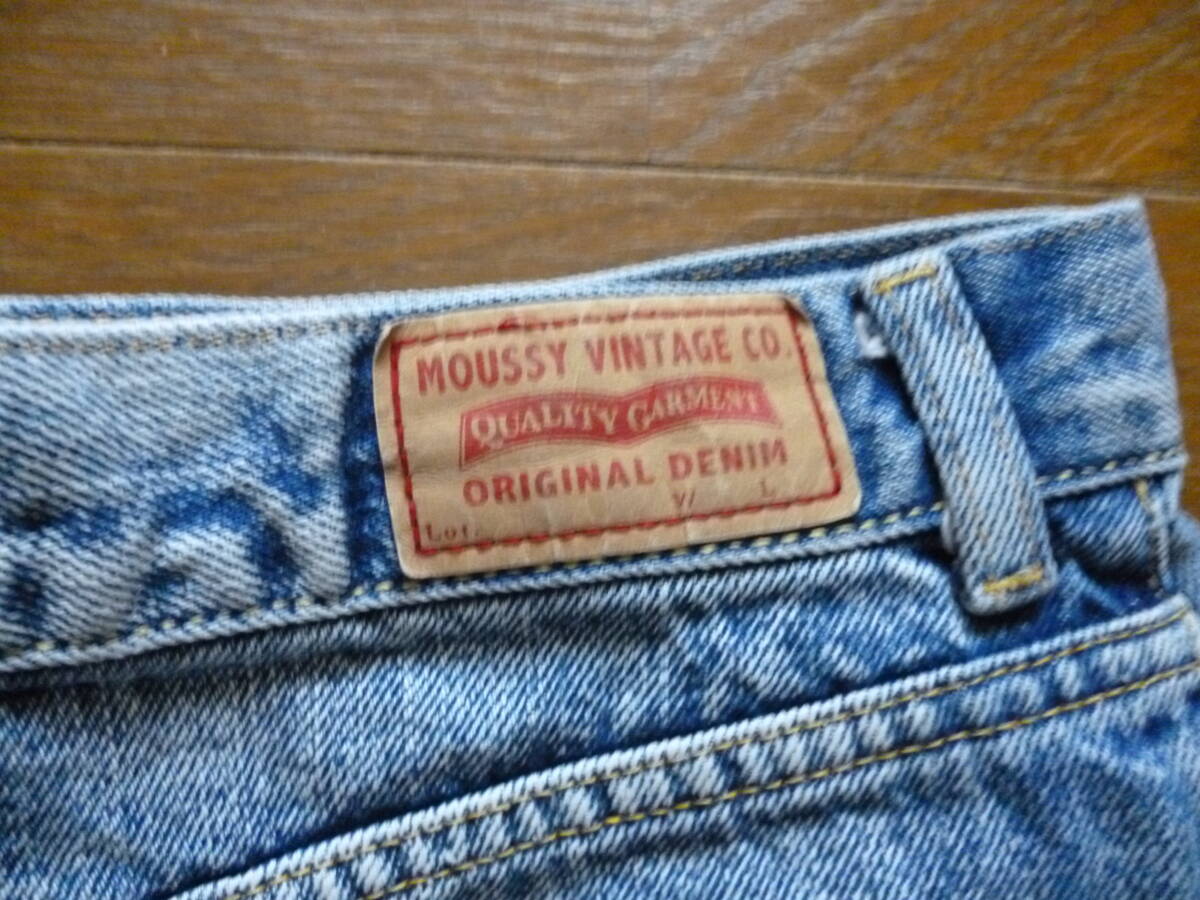 MOUSSY VINTAGE CO.
QUALITY GARMENT
ORIGINAL DENIM
Lot. W L